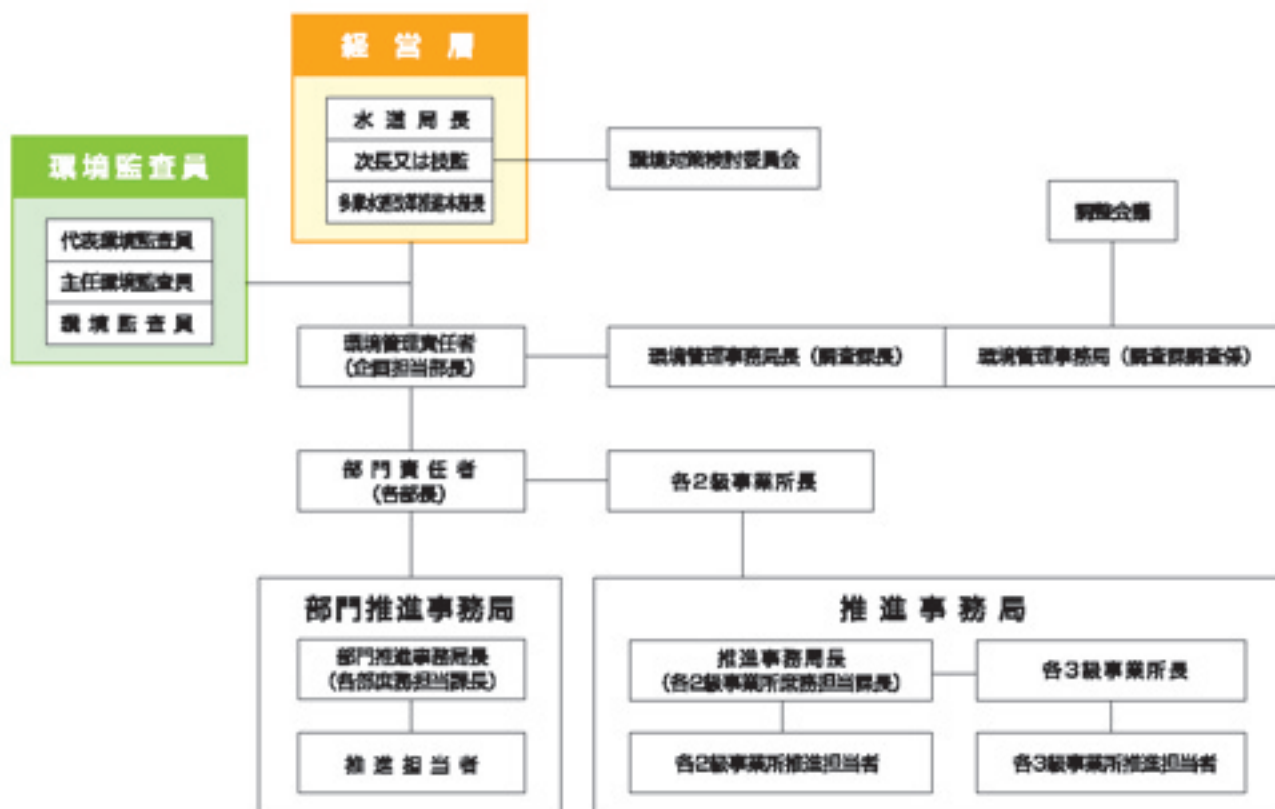 経営層
水道局長
次長又は技監
多摩水道改革推進本部長
環境対策検討委員会
環境監査員
代表環境監査員
主任環境監査員
環境監査員
調整会議
環境管理責任者
(企画担当部長)
環境管理事務局長(調査課長)
環境管理事務局(調査課調査係)
部門責任者
(各部長)
各2級事業所長
部門推進事務局
部門推進事務局長
(各部庶務担当課長)
推進担当者
推進事務局
推進事務局長
(各2級事業所庶務担当課長)
各3級事業所長
各2級事業所推進担当者
各3級事業所推進担当者